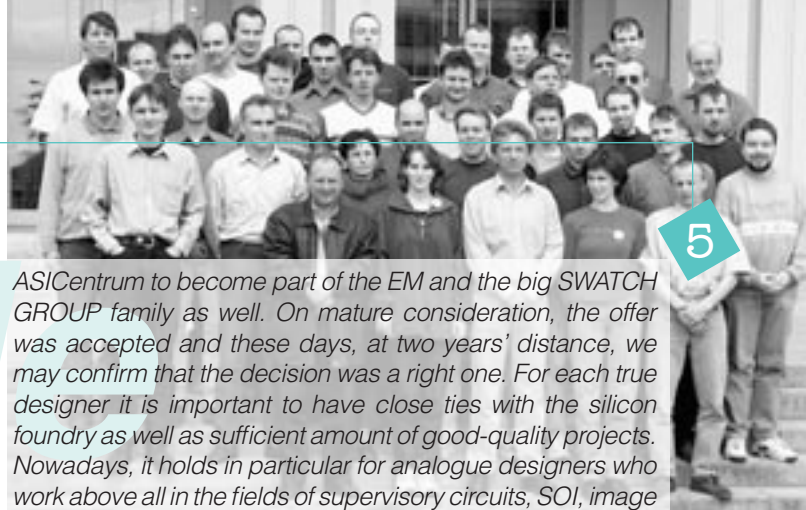 5
ASICentrum to become part of the EM and the big SWATCH
GROUP family as well. On mature consideration, the offer
was accepted and these days, at two years' distance, we
may confirm that the decision was a right one. For each true
designer it is important to have close ties with the silicon
foundry as well as sufficient amount of good-quality projects.
Nowadays, it holds in particular for analogue designers who
work above all in the fields of supervisory circuits, SOI, image